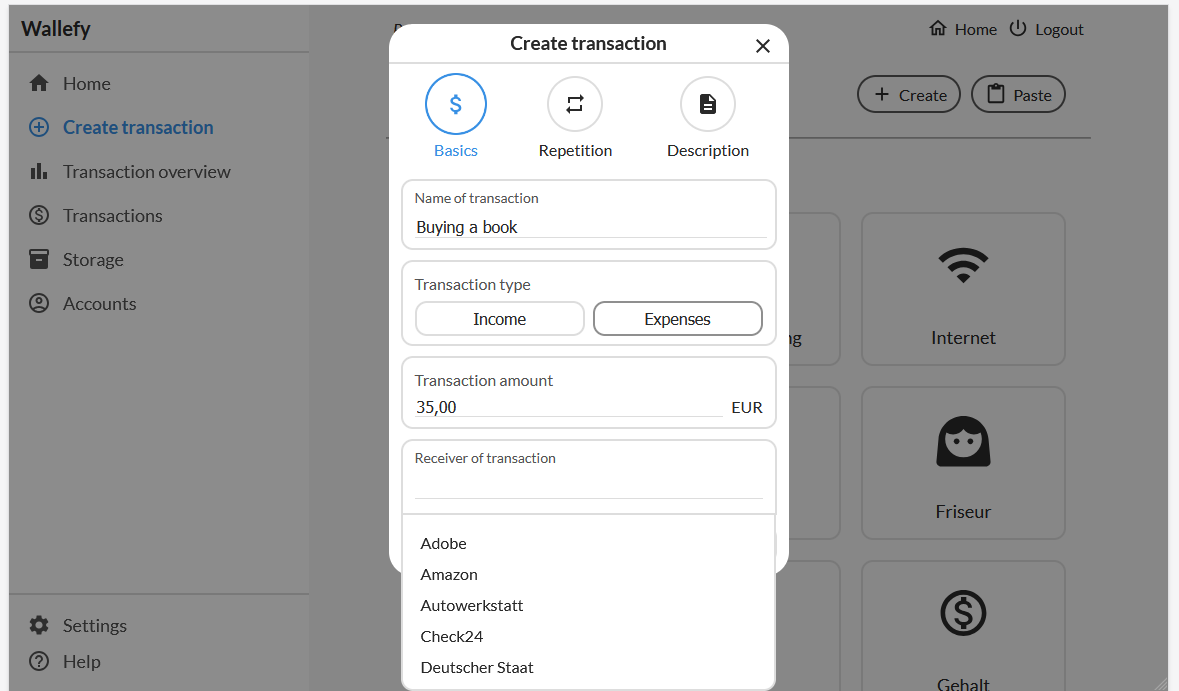 Wallefy
Home
Create transaction
Transaction overview
Transactions
Storage
Accounts
Settings
Help
Home
Logout
Create
Paste
Internet
Friseur
Gehalt
Create transaction
Basics
Repetition
Description
Name of transaction
Buying a book
Transaction type
Income
Expenses
Transaction amount
35,00
EUR
Receiver of transaction
Adobe
Amazon
Autowerkstatt
Check24
Deutscher Staat